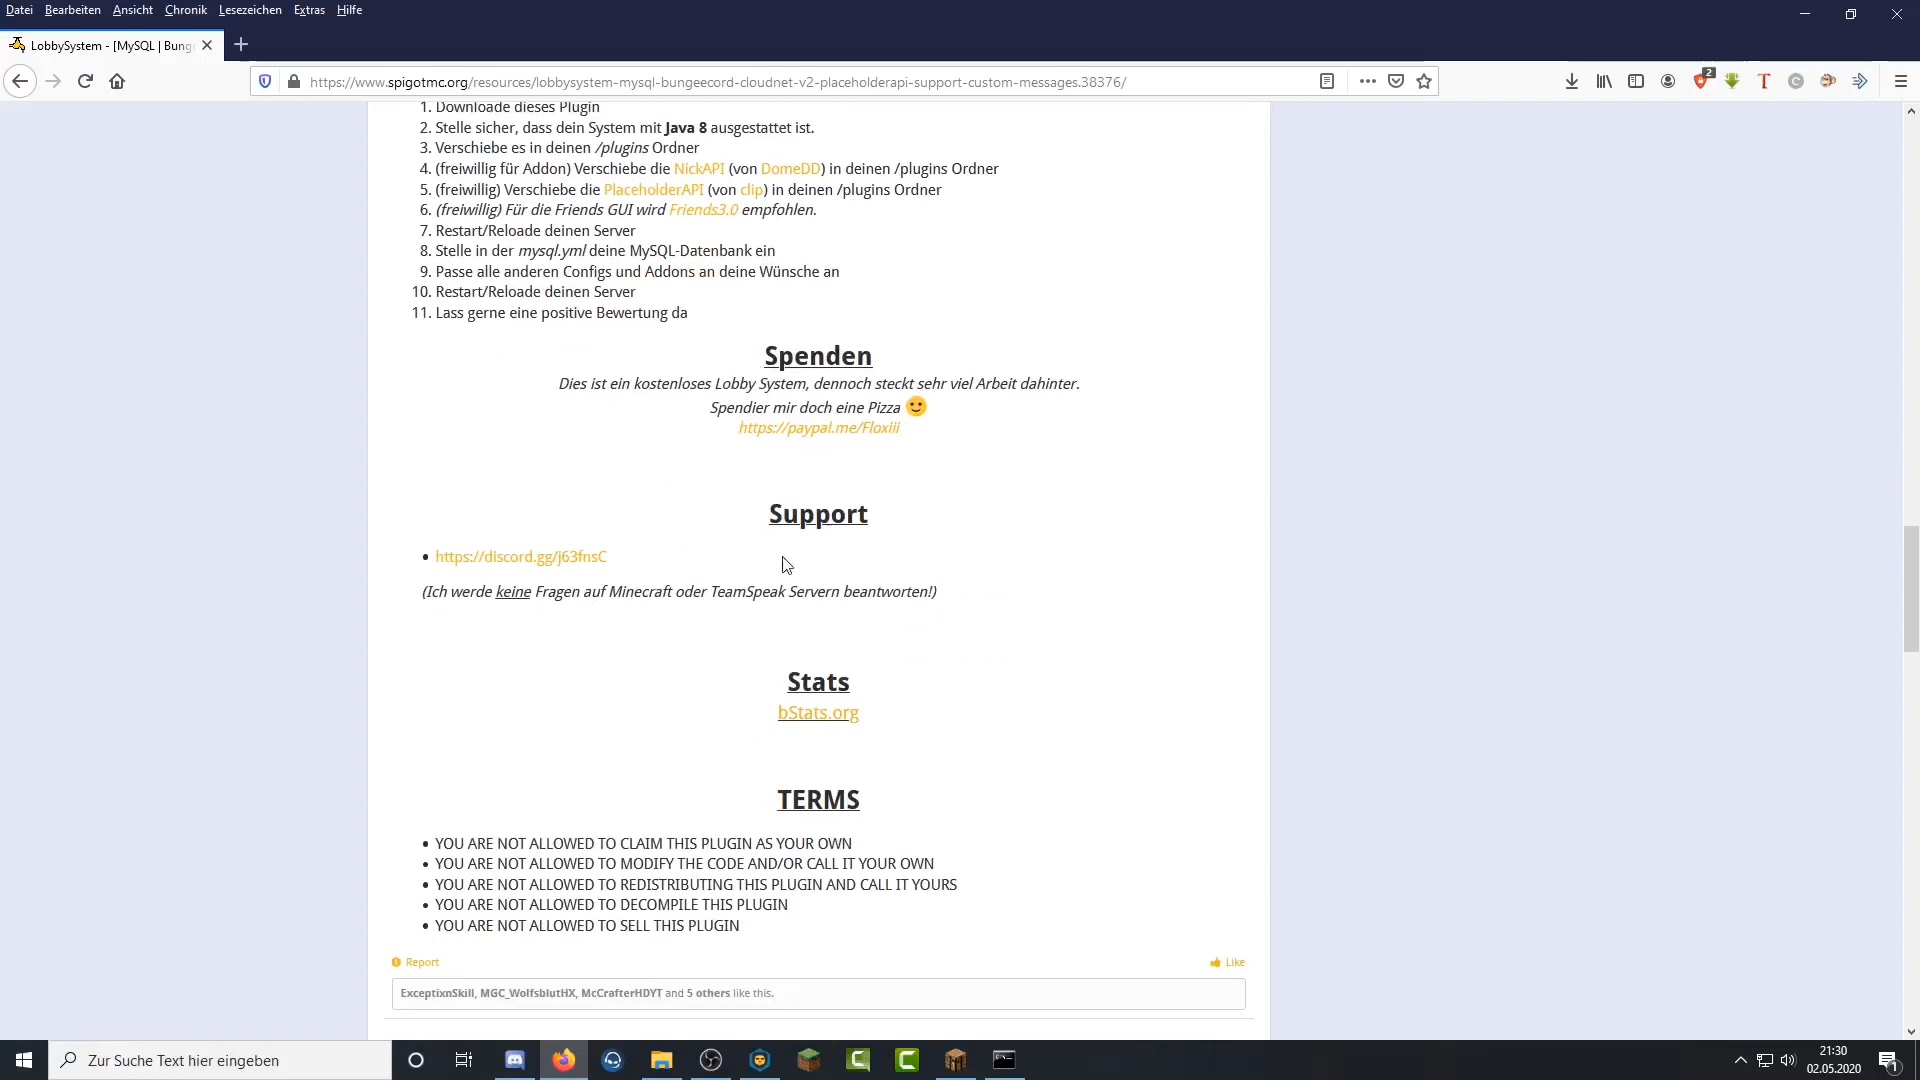 Datei Bearbeiten Ansicht Chronik Lesezeichen Extras Hilfe
LobbySystem - [MySQL | Bung
https://www.spigotmc.org/resources/lobbysystem-mysql-bungeecord-cloudnet-v2-placeholderapi-support-custom-messages.38376/
2
1. Downloade dieses Plugin
2. Stelle sicher, dass dein System mit Java 8 ausgestattet ist.
3. Verschiebe es in deinen /plugins Ordner
4. (freiwillig für Addon) Verschiebe die NickAPI (von DomeDD) in deinen /plugins Ordner
5. (freiwillig) Verschiebe die PlaceholderAPI (von clip) in deinen /plugins Ordner
6. (freiwillig) Für die Friends GUI wird Friends3.0 empfohlen.
7. Restart/Reloade deinen Server
8. Stelle in der mysql.yml deine MySQL-Datenbank ein
9. Passe alle anderen Configs und Addons an deine Wünsche an
10. Restart/Reloade deinen Server
11. Lass gerne eine positive Bewertung da
Spenden
Dies ist ein kostenloses Lobby System, dennoch steckt sehr viel Arbeit dahinter.
Spendier mir doch eine Pizza 🙂
https://paypal.me/Floxiii
Support
• https://discord.gg/j63fnsC
(Ich werde keine Fragen auf Minecraft oder TeamSpeak Servern beantworten!)
Stats
bStats.org
TERMS
• YOU ARE NOT ALLOWED TO CLAIM THIS PLUGIN AS YOUR OWN
• YOU ARE NOT ALLOWED TO MODIFY THE CODE AND/OR CALL IT YOUR OWN
• YOU ARE NOT ALLOWED TO REDISTRIBUTING THIS PLUGIN AND CALL IT YOURS
• YOU ARE NOT ALLOWED TO DECOMPILE THIS PLUGIN
• YOU ARE NOT ALLOWED TO SELL THIS PLUGIN
Report Like
ExceptixnSkill, MGC_WolfsblutHX, McCrafterHDYT and 5 others like this.
Zur Suche Text hier eingeben
21:30
02.05.2020
1